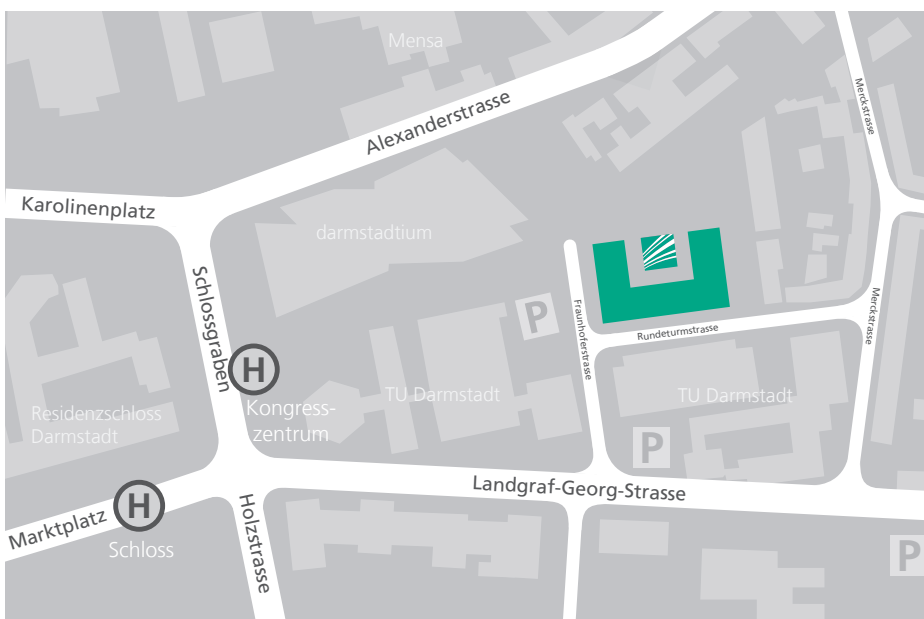 Mensa
Merckstrasse
Alexanderstrasse
Karolinenplatz
darmstadtium
Schlossgraben
P
Fraunhoferstrasse
Rundeturmstrasse
Merckstrasse
H
Kongress-
zentrum
TU Darmstadt
TU Darmstadt
Residenzschloss
Darmstadt
P
Landgraf-Georg-Strasse
H
Marktplatz
Schloss
Holzstrasse
P